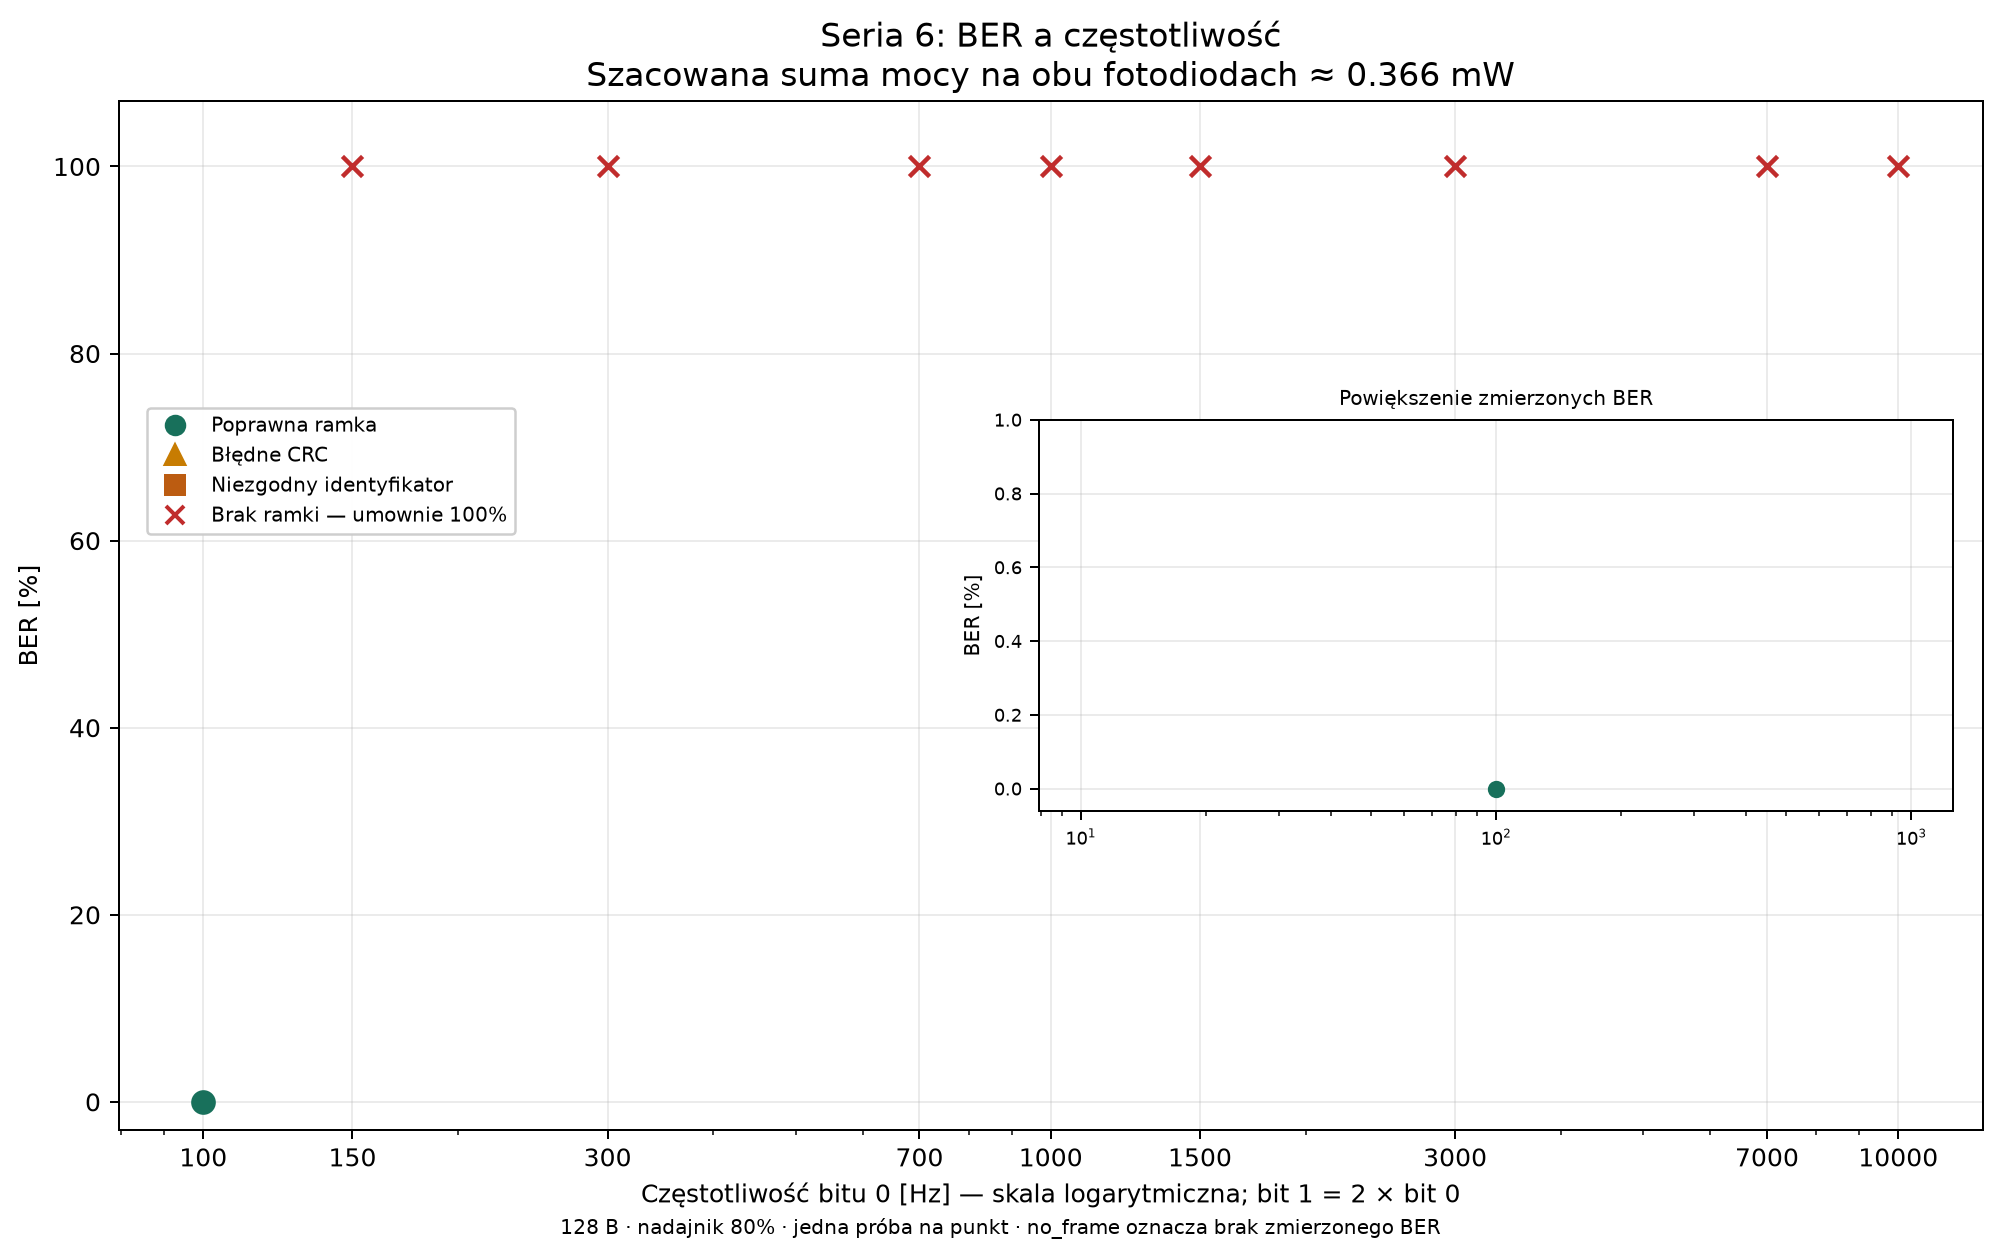 Seria 6: BER a częstotliwość
Szacowana suma mocy na obu fotodiodach ≈ 0.366 mW
100
80
60
40
20
0
BER [%]
Poprawna ramka
Błędne CRC
Niezgodny identyfikator
Brak ramki — umownie 100%
Powiększenie zmierzonych BER
1.0
0.8
0.6
0.4
0.2
0.0
BER [%]
10¹ 10² 10³
100 150 300 700 1000 1500 3000 7000 10000
Częstotliwość bitu 0 [Hz] — skala logarytmiczna; bit 1 = 2 × bit 0
128 B · nadajnik 80% · jedna próba na punkt · no_frame oznacza brak zmierzonego BER